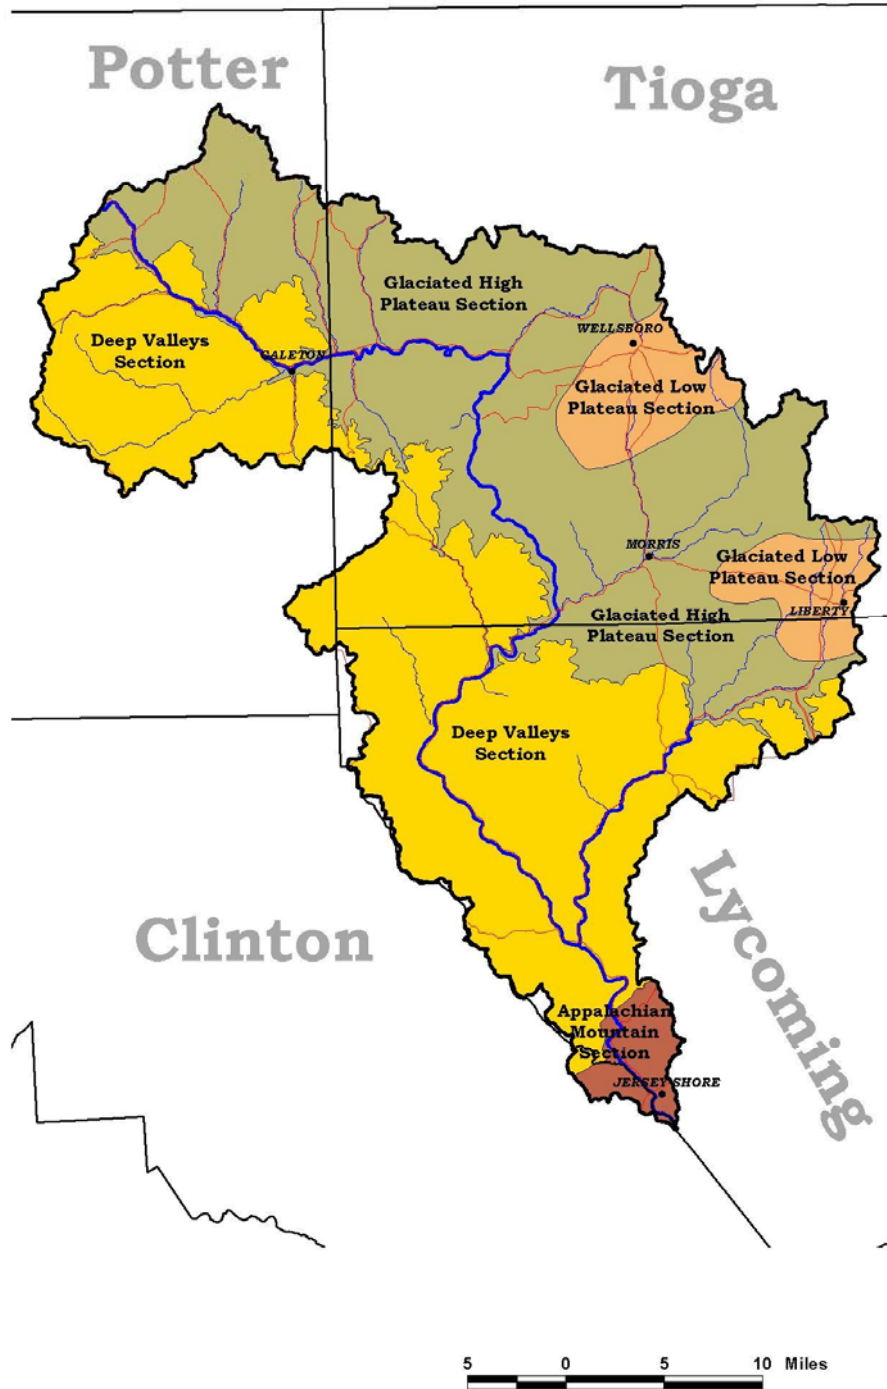 Potter
Tioga
Glaciated High
Plateau Section
WELLSBORO
Deep Valleys
Section
GALETON
Glaciated Low
Plateau Section
MORRIS
Glaciated Low
Plateau Section
LIBERTY
Glaciated High
Plateau Section
Deep Valleys
Section
Lycoming
Clinton
Appalachian
Mountain
Section
JERSEY SHORE
5 0 5 10 Miles